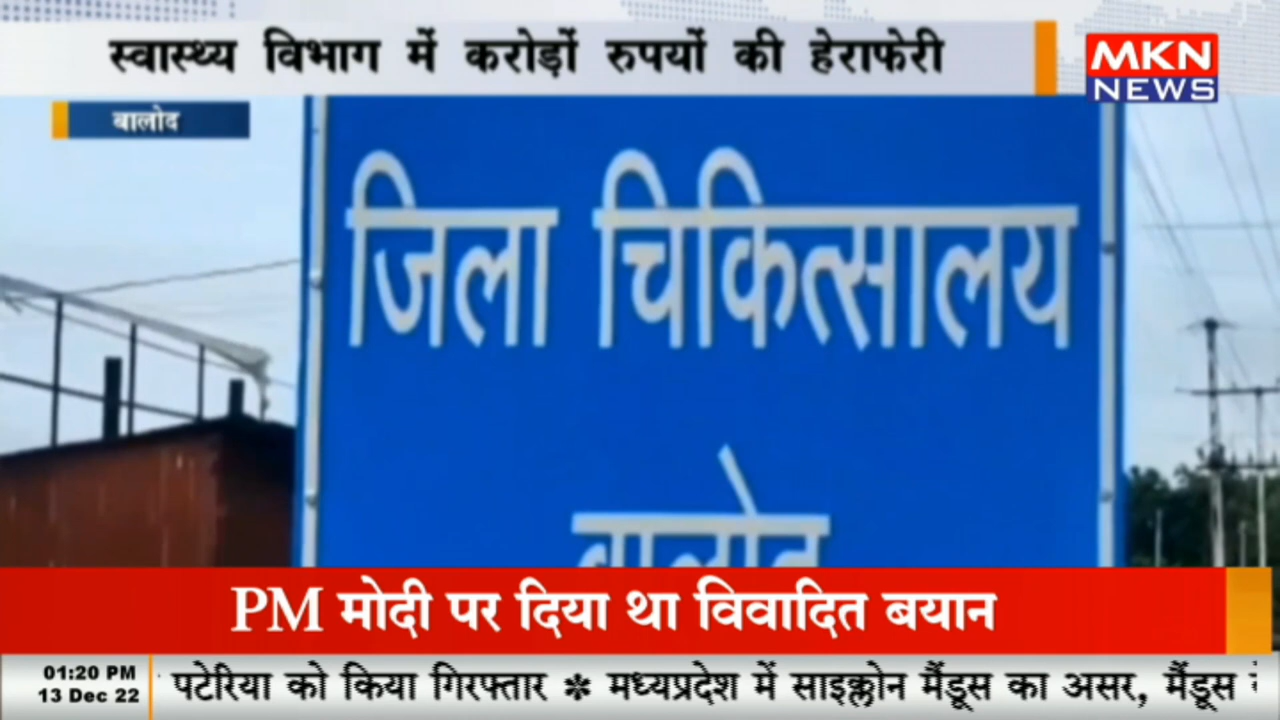 स्वास्थ्य विभाग में करोड़ों रुपयों की हेराफेरी
MKN
NEWS
बालोद
जिला चिकित्सालय
बालोद
PM मोदी पर दिया था विवादित बयान
01:20 PM
13 Dec 22
पटेरिया को किया गिरफ्तार * मध्यप्रदेश में साइक्लोन मैंडूस का असर, मैंडूस